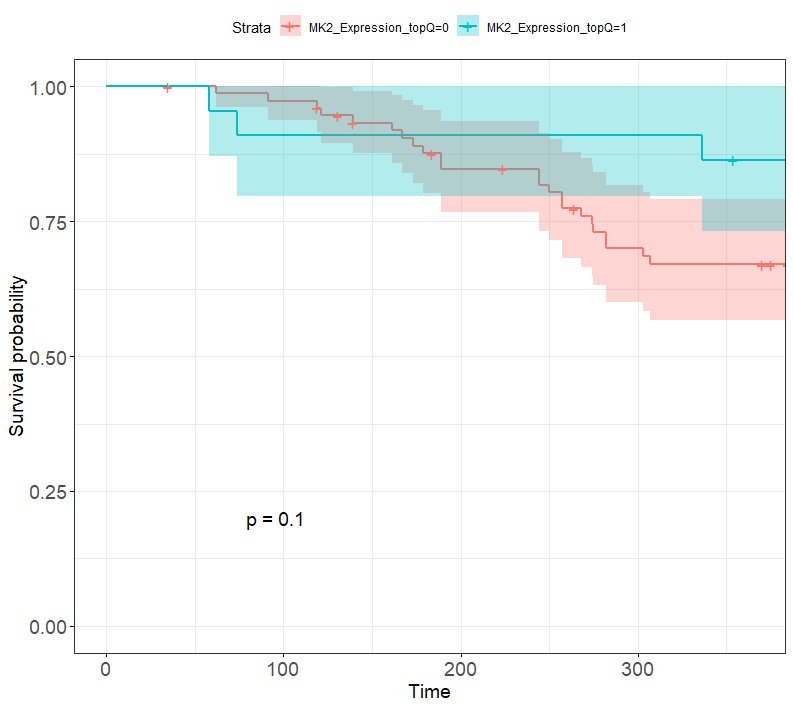 Strata MK2_Expression_topQ=0 MK2_Expression_topQ=1
1.00
0.75
0.50
0.25
0.00
Survival probability
p = 0.1
0 100 200 300
Time